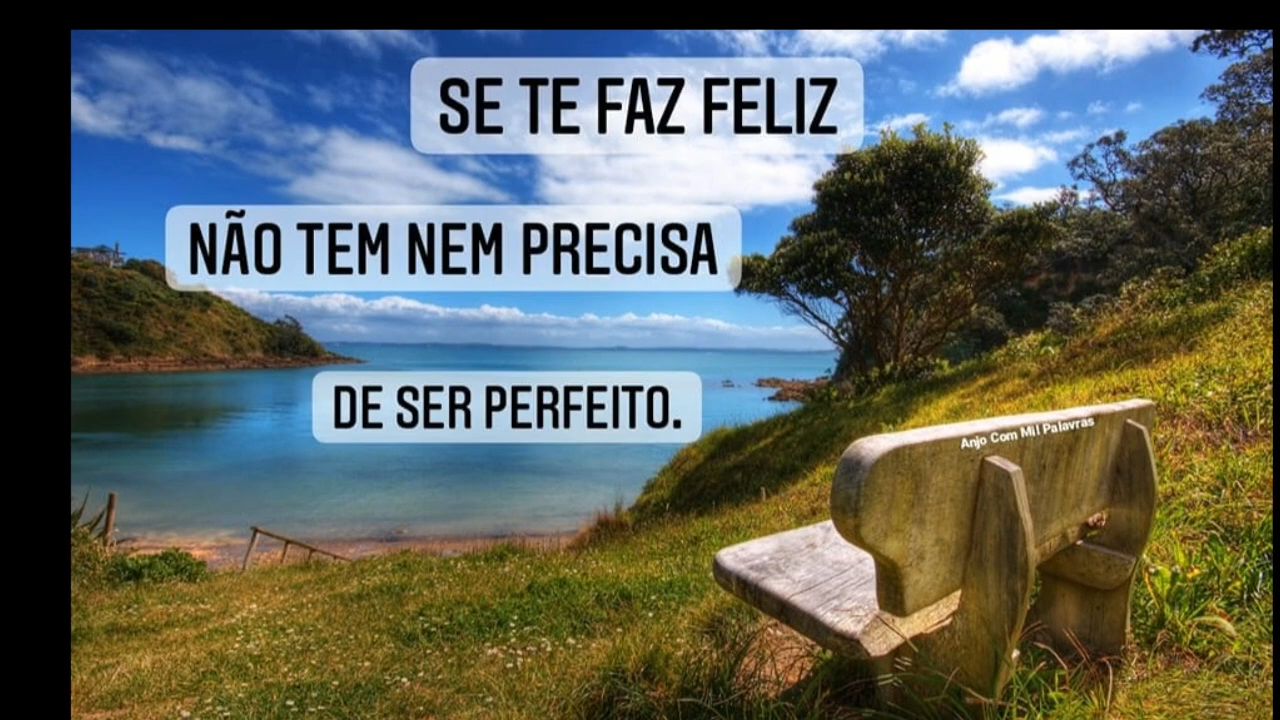 SE TE FAZ FELIZ
NÃO TEM NEM PRECISA
DE SER PERFEITO.
Anjo Com Mil Palavras